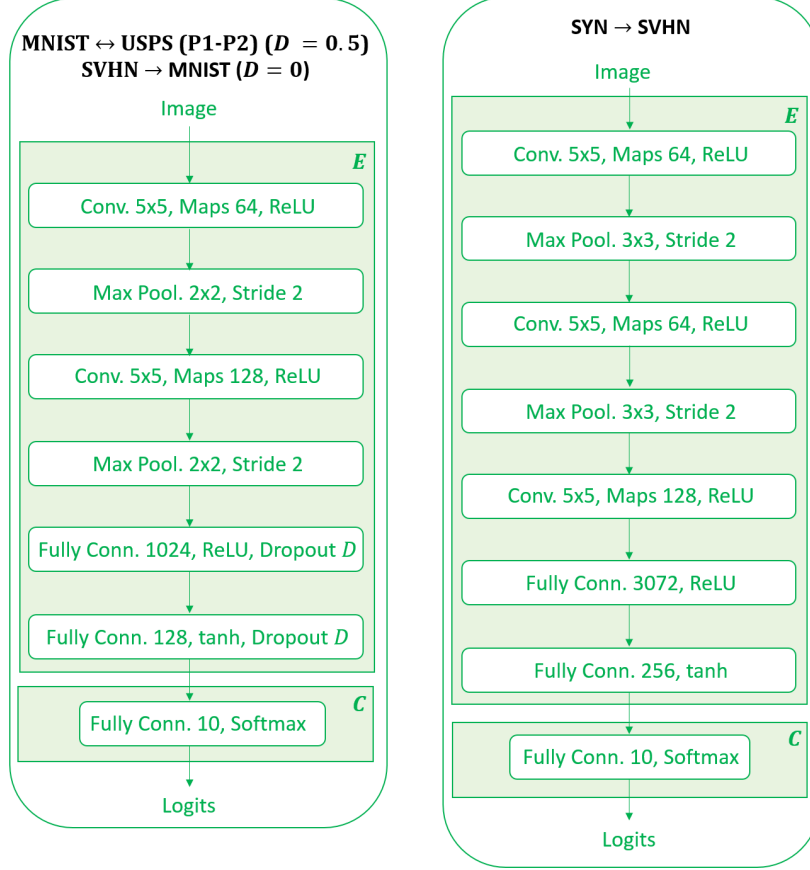 MNIST ↔ USPS (P1-P2) (D = 0.5)
SVHN → MNIST (D = 0)
Image
E
Conv. 5x5, Maps 64, ReLU
Max Pool. 2x2, Stride 2
Conv. 5x5, Maps 128, ReLU
Max Pool. 2x2, Stride 2
Fully Conn. 1024, ReLU, Dropout D
Fully Conn. 128, tanh, Dropout D
C
Fully Conn. 10, Softmax
Logits
SYN → SVHN
Image
E
Conv. 5x5, Maps 64, ReLU
Max Pool. 3x3, Stride 2
Conv. 5x5, Maps 64, ReLU
Max Pool. 3x3, Stride 2
Conv. 5x5, Maps 128, ReLU
Fully Conn. 3072, ReLU
Fully Conn. 256, tanh
C
Fully Conn. 10, Softmax
Logits